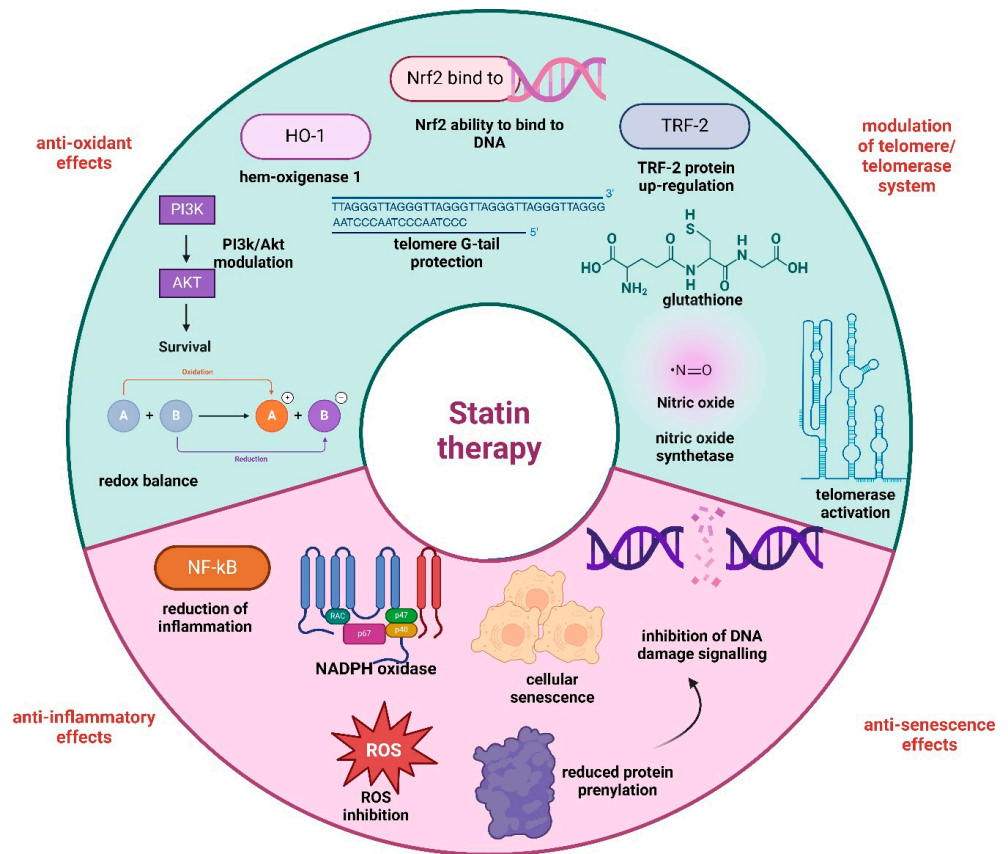 Nrf2 bind to
Nrf2 ability to bind to
DNA
HO-1
hem-oxigenase 1
TRF-2
TRF-2 protein
up-regulation
anti-oxidant
effects
modulation
of telomere/
telomerase
system
PI3K
PI3k/Akt
modulation
AKT
Survival
3'
TTAGGGTTAGGGTTAGGGTTAGGGTTAGGGTTAGGG
AATCCCAATCCCAATCCC
5'
telomere G-tail
protection
H
S
O
O
H
N
O
HO
N
H
O
OH
NH2
glutathione
Oxidation
A
+
B
A
+
+
B
−
Reduction
redox balance
Statin
therapy
•N=O
Nitric oxide
nitric oxide
synthetase
telomerase
activation
NF-kB
reduction of
inflammation
RAC
p67
p47
p40
NADPH oxidase
cellular
senescence
inhibition of DNA
damage signalling
anti-inflammatory
effects
anti-senescence
effects
ROS
ROS
inhibition
reduced protein
prenylation